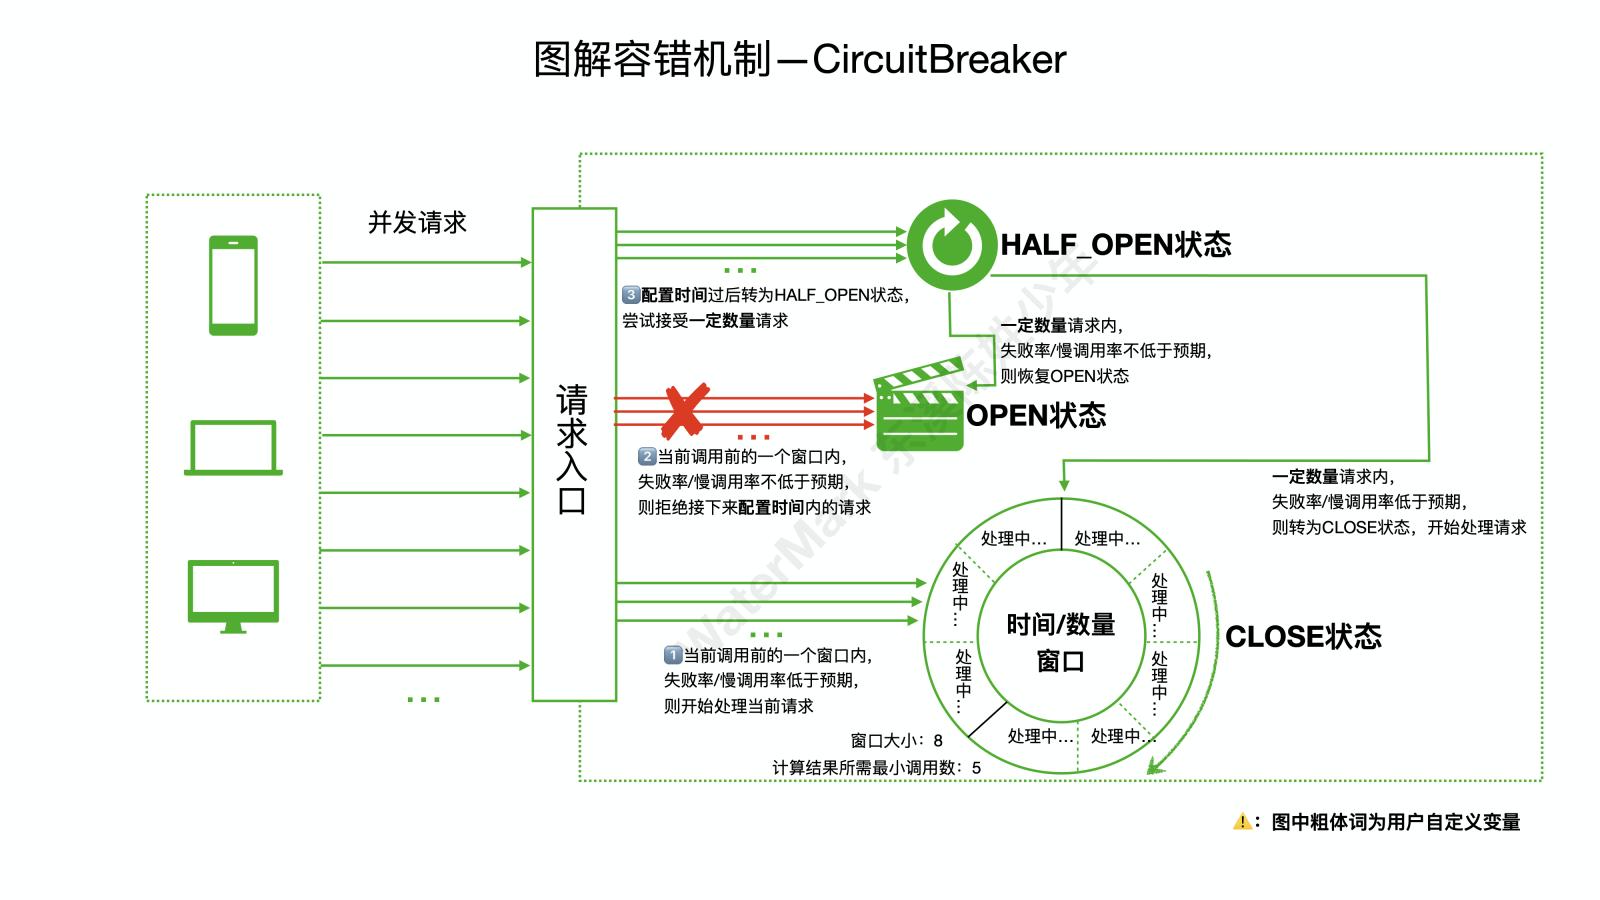 图解容错机制—CircuitBreaker
并发请求
请求入口
HALF_OPEN状态
3配置时间过后转为HALF_OPEN状态，
尝试接受一定数量请求
一定数量请求内，
失败率/慢调用率不低于预期，
则恢复OPEN状态
OPEN状态
2当前调用前的一个窗口内，
失败率/慢调用率不低于预期，
则拒绝接下来配置时间内的请求
一定数量请求内，
失败率/慢调用率低于预期，
则转为CLOSE状态，开始处理请求
处理中...
处理中...
处理中...
处理中...
处理中...
处理中...
处理中...
处理中...
时间/数量
窗口
CLOSE状态
1当前调用前的一个窗口内，
失败率/慢调用率低于预期，
则开始处理当前请求
窗口大小：8
计算结果所需最小调用数：5
⚠️：图中粗体词为用户自定义变量
WaterMark